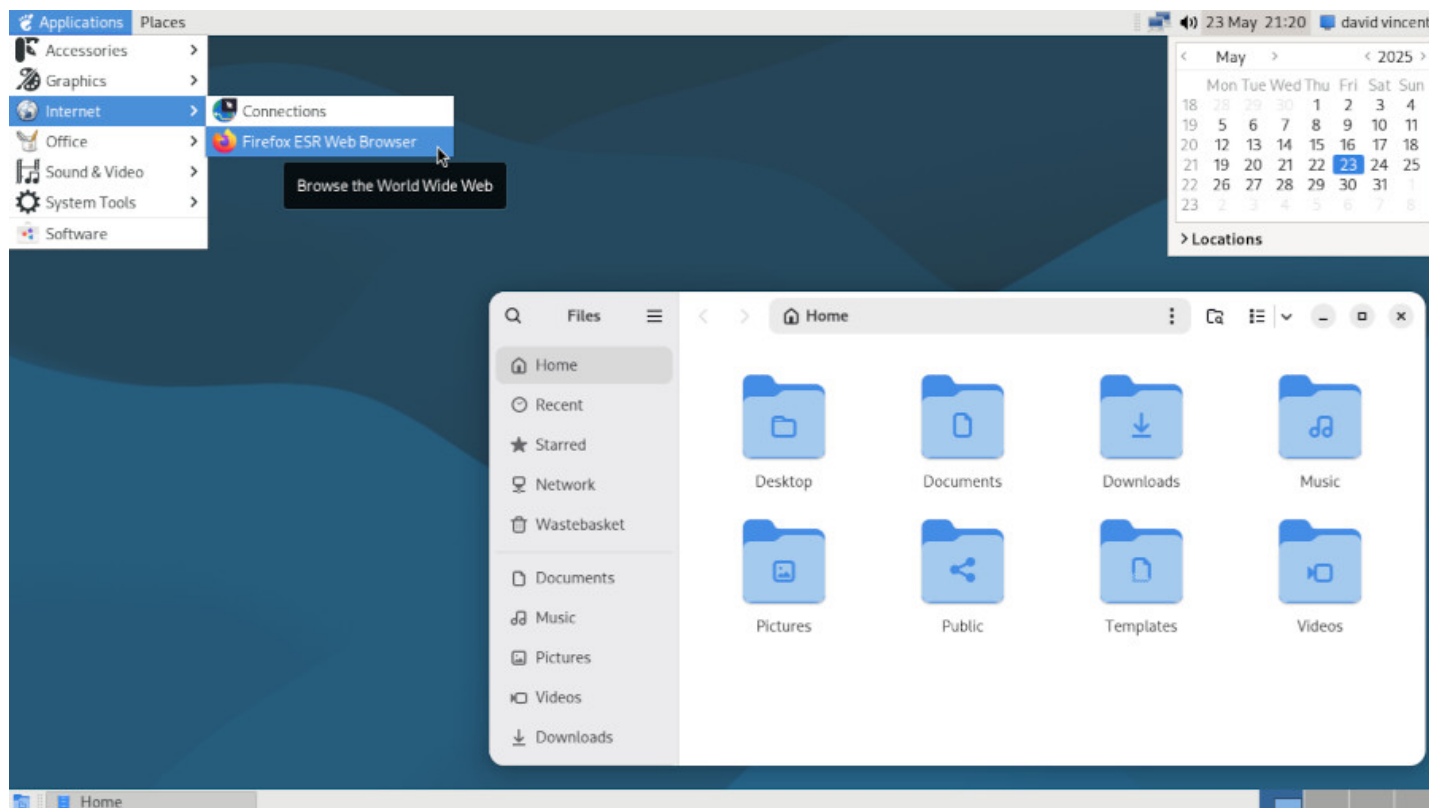 Applications Places 23 May 21:20 david vincent
Accessories
Graphics
Internet
Office
Sound & Video
System Tools
Software
Connections
Firefox ESR Web Browser
Browse the World Wide Web
May 2025
Mon Tue Wed Thu Fri Sat Sun
18 28 29 30 1 2 3 4
19 5 6 7 8 9 10 11
20 12 13 14 15 16 17 18
21 19 20 21 22 23 24 25
22 26 27 28 29 30 31 1
23 2 3 4 5 6 7 8
Locations
Files
Home
Home
Recent
Starred
Network
Wastebasket
Documents
Music
Pictures
Videos
Downloads
Desktop Documents Downloads Music
Pictures Public Templates Videos
Home